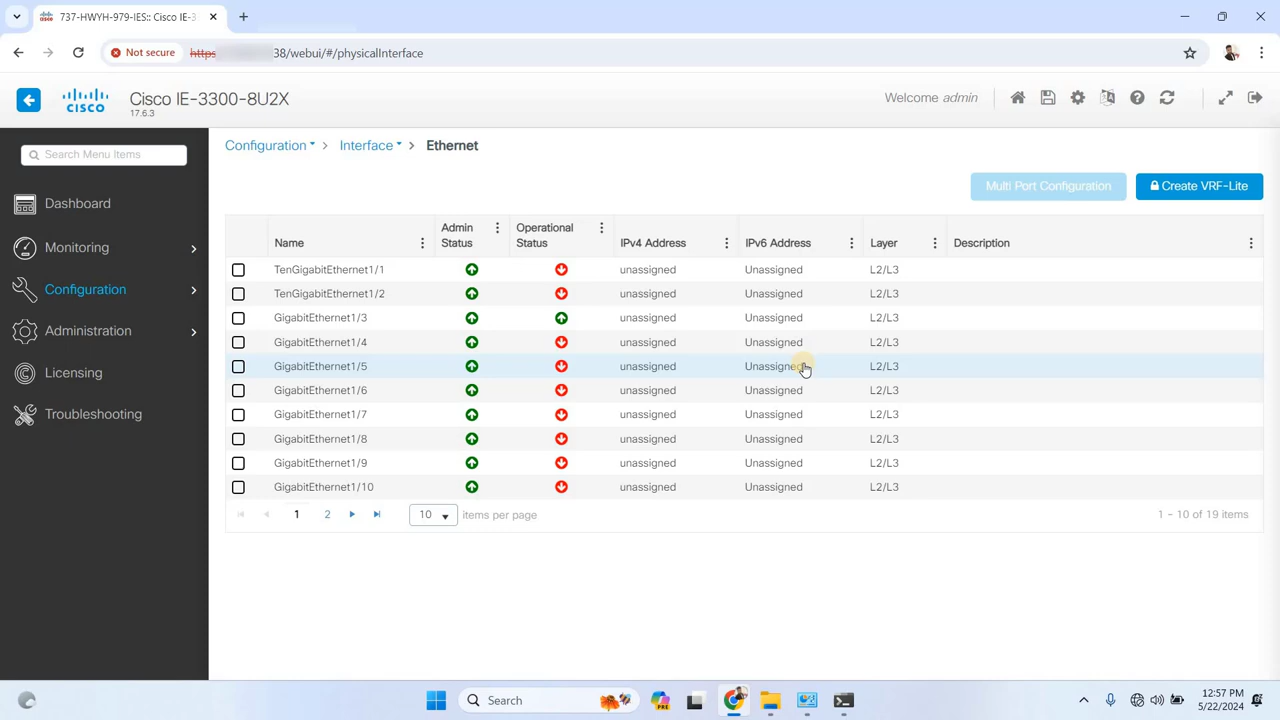 737-HWYH-979-IES:: Cisco IE-3
Not secure
https 38/webui/#/physicalInterface
CISCO
Cisco IE-3300-8U2X
17.6.3
Welcome admin
Search Menu Items
Dashboard
Monitoring
Configuration
Administration
Licensing
Troubleshooting
Configuration > Interface > Ethernet
Multi Port Configuration
Create VRF-Lite
Name Admin Status Operational Status IPv4 Address IPv6 Address Layer Description
TenGigabitEthernet1/1 unassigned Unassigned L2/L3
TenGigabitEthernet1/2 unassigned Unassigned L2/L3
GigabitEthernet1/3 unassigned Unassigned L2/L3
GigabitEthernet1/4 unassigned Unassigned L2/L3
GigabitEthernet1/5 unassigned Unassigned L2/L3
GigabitEthernet1/6 unassigned Unassigned L2/L3
GigabitEthernet1/7 unassigned Unassigned L2/L3
GigabitEthernet1/8 unassigned Unassigned L2/L3
GigabitEthernet1/9 unassigned Unassigned L2/L3
GigabitEthernet1/10 unassigned Unassigned L2/L3
1 2 10 items per page 1 - 10 of 19 items
Search
PRE
12:57 PM
5/22/2024